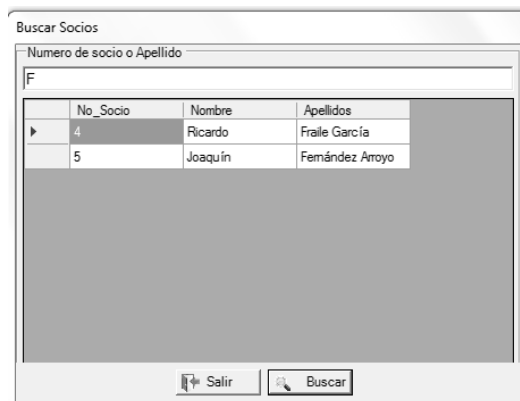 Buscar Socios
Numero de socio o Apellido
F
No_Socio Nombre Apellidos
4 Ricardo Fraile García
5 Joaquín Fernández Arroyo
Salir Buscar